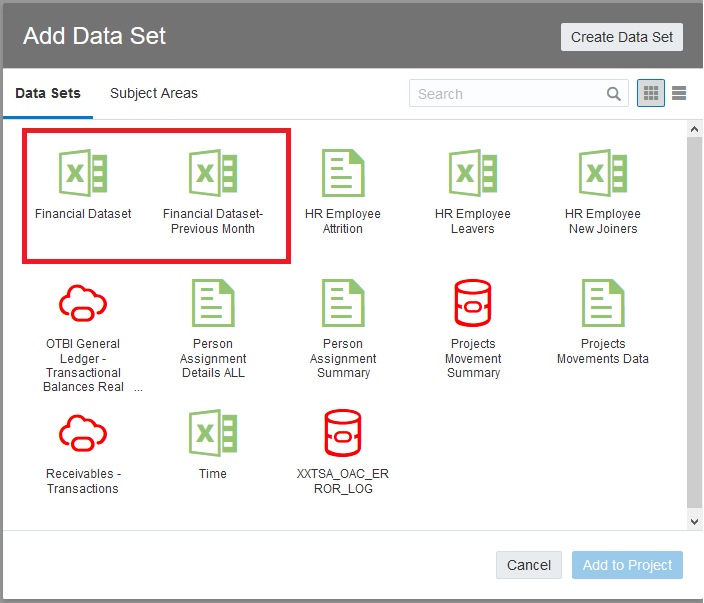 Add Data Set
Create Data Set
Data Sets
Subject Areas
Search
Financial Dataset
Financial Dataset-
Previous Month
HR Employee
Attrition
HR Employee
Leavers
HR Employee
New Joiners
OTBI General
Ledger -
Transactional
Balances Real ...
Person
Assignment
Details ALL
Person
Assignment
Summary
Projects
Movement
Summary
Projects
Movements Data
Receivables -
Transactions
Time
XXTSA_OAC_ER
ROR_LOG
Cancel
Add to Project